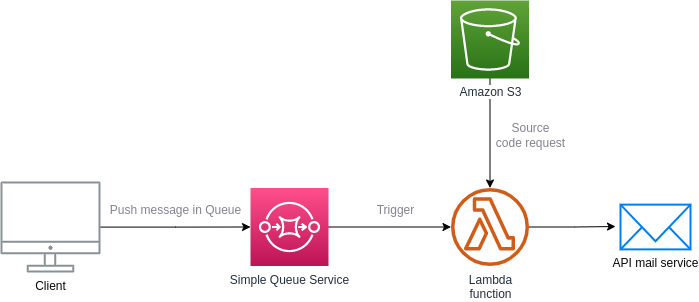 Amazon S3
Source
code request
Push message in Queue
Trigger
Client
Simple Queue Service
Lambda
function
API mail service